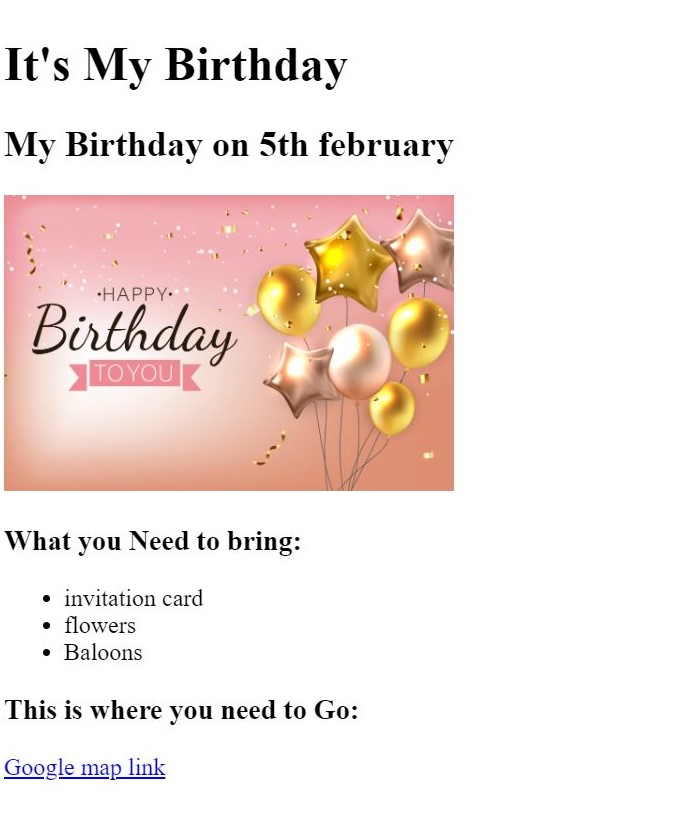 It's My Birthday
My Birthday on 5th february
•HAPPY•
Birthday
TO YOU
What you Need to bring:
invitation card
flowers
Baloons
This is where you need to Go:
Google map link